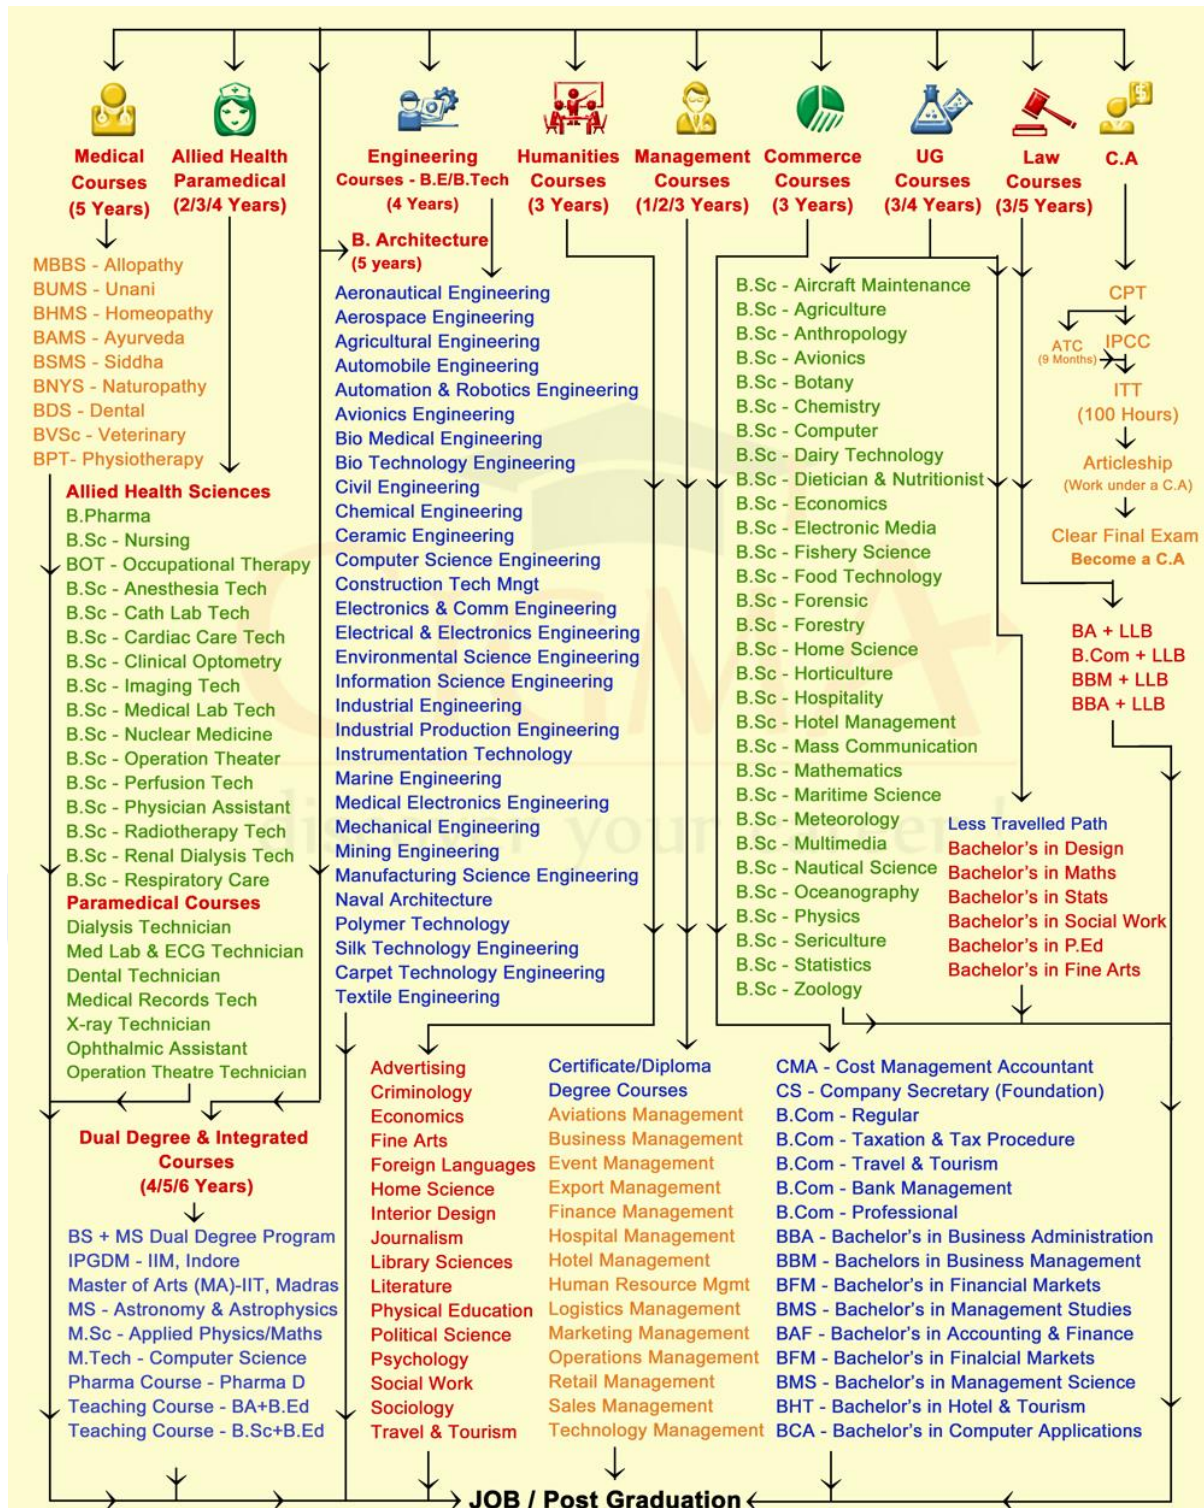 Medical
Courses
(5 Years)
Allied Health
Paramedical
(2/3/4 Years)
Engineering
Courses - B.E/B.Tech
(4 Years)
Humanities
Courses
(3 Years)
Management
Courses
(1/2/3 Years)
Commerce
Courses
(3 Years)
UG
Courses
(3/4 Years)
Law
Courses
(3/5 Years)
C.A
MBBS - Allopathy
BUMS - Unani
BHMS - Homeopathy
BAMS - Ayurveda
BSMS - Siddha
BNYS - Naturopathy
BDS - Dental
BVSc - Veterinary
BPT- Physiotherapy
Allied Health Sciences
B.Pharma
B.Sc - Nursing
BOT - Occupational Therapy
B.Sc - Anesthesia Tech
B.Sc - Cath Lab Tech
B.Sc - Cardiac Care Tech
B.Sc - Clinical Optometry
B.Sc - Imaging Tech
B.Sc - Medical Lab Tech
B.Sc - Nuclear Medicine
B.Sc - Operation Theater
B.Sc - Perfusion Tech
B.Sc - Physician Assistant
B.Sc - Radiotherapy Tech
B.Sc - Renal Dialysis Tech
B.Sc - Respiratory Care
Paramedical Courses
Dialysis Technician
Med Lab & ECG Technician
Dental Technician
Medical Records Tech
X-ray Technician
Ophthalmic Assistant
Operation Theatre Technician
Dual Degree & Integrated
Courses
(4/5/6 Years)
BS + MS Dual Degree Program
IPGDM - IIM, Indore
Master of Arts (MA)-IIT, Madras
MS - Astronomy & Astrophysics
M.Sc - Applied Physics/Maths
M.Tech - Computer Science
Pharma Course - Pharma D
Teaching Course - BA+B.Ed
Teaching Course - B.Sc+B.Ed
B. Architecture
(5 years)
Aeronautical Engineering
Aerospace Engineering
Agricultural Engineering
Automobile Engineering
Automation & Robotics Engineering
Avionics Engineering
Bio Medical Engineering
Bio Technology Engineering
Civil Engineering
Chemical Engineering
Ceramic Engineering
Computer Science Engineering
Construction Tech Mngt
Electronics & Comm Engineering
Electrical & Electronics Engineering
Environmental Science Engineering
Information Science Engineering
Industrial Engineering
Industrial Production Engineering
Instrumentation Technology
Marine Engineering
Medical Electronics Engineering
Mechanical Engineering
Mining Engineering
Manufacturing Science Engineering
Naval Architecture
Polymer Technology
Silk Technology Engineering
Carpet Technology Engineering
Textile Engineering
Advertising
Criminology
Economics
Fine Arts
Foreign Languages
Home Science
Interior Design
Journalism
Library Sciences
Literature
Physical Education
Political Science
Psychology
Social Work
Sociology
Travel & Tourism
Certificate/Diploma
Degree Courses
Aviations Management
Business Management
Event Management
Export Management
Finance Management
Hospital Management
Hotel Management
Human Resource Mgmt
Logistics Management
Marketing Management
Operations Management
Retail Management
Sales Management
Technology Management
B.Sc - Aircraft Maintenance
B.Sc - Agriculture
B.Sc - Anthropology
B.Sc - Avionics
B.Sc - Botany
B.Sc - Chemistry
B.Sc - Computer
B.Sc - Dairy Technology
B.Sc - Dietician & Nutritionist
B.Sc - Economics
B.Sc - Electronic Media
B.Sc - Fishery Science
B.Sc - Food Technology
B.Sc - Forensic
B.Sc - Forestry
B.Sc - Home Science
B.Sc - Horticulture
B.Sc - Hospitality
B.Sc - Hotel Management
B.Sc - Mass Communication
B.Sc - Mathematics
B.Sc - Maritime Science
B.Sc - Meteorology
B.Sc - Multimedia
B.Sc - Nautical Science
B.Sc - Oceanography
B.Sc - Physics
B.Sc - Sericulture
B.Sc - Statistics
B.Sc - Zoology
CMA - Cost Management Accountant
CS - Company Secretary (Foundation)
B.Com - Regular
B.Com - Taxation & Tax Procedure
B.Com - Travel & Tourism
B.Com - Bank Management
B.Com - Professional
BBA - Bachelor's in Business Administration
BBM - Bachelors in Business Management
BFM - Bachelor's in Financial Markets
BMS - Bachelor's in Management Studies
BAF - Bachelor's in Accounting & Finance
BFM - Bachelor's in Finalcial Markets
BMS - Bachelor's in Management Science
BHT - Bachelor's in Hotel & Tourism
BCA - Bachelor's in Computer Applications
Less Travelled Path
Bachelor's in Design
Bachelor's in Maths
Bachelor's in Stats
Bachelor's in Social Work
Bachelor's in P.Ed
Bachelor's in Fine Arts
BA + LLB
B.Com + LLB
BBM + LLB
BBA + LLB
CPT
ATC
(9 Months)
IPCC
ITT
(100 Hours)
Articleship
(Work under a C.A)
Clear Final Exam
Become a C.A
CIGMA
discover your career!
JOB / Post Graduation